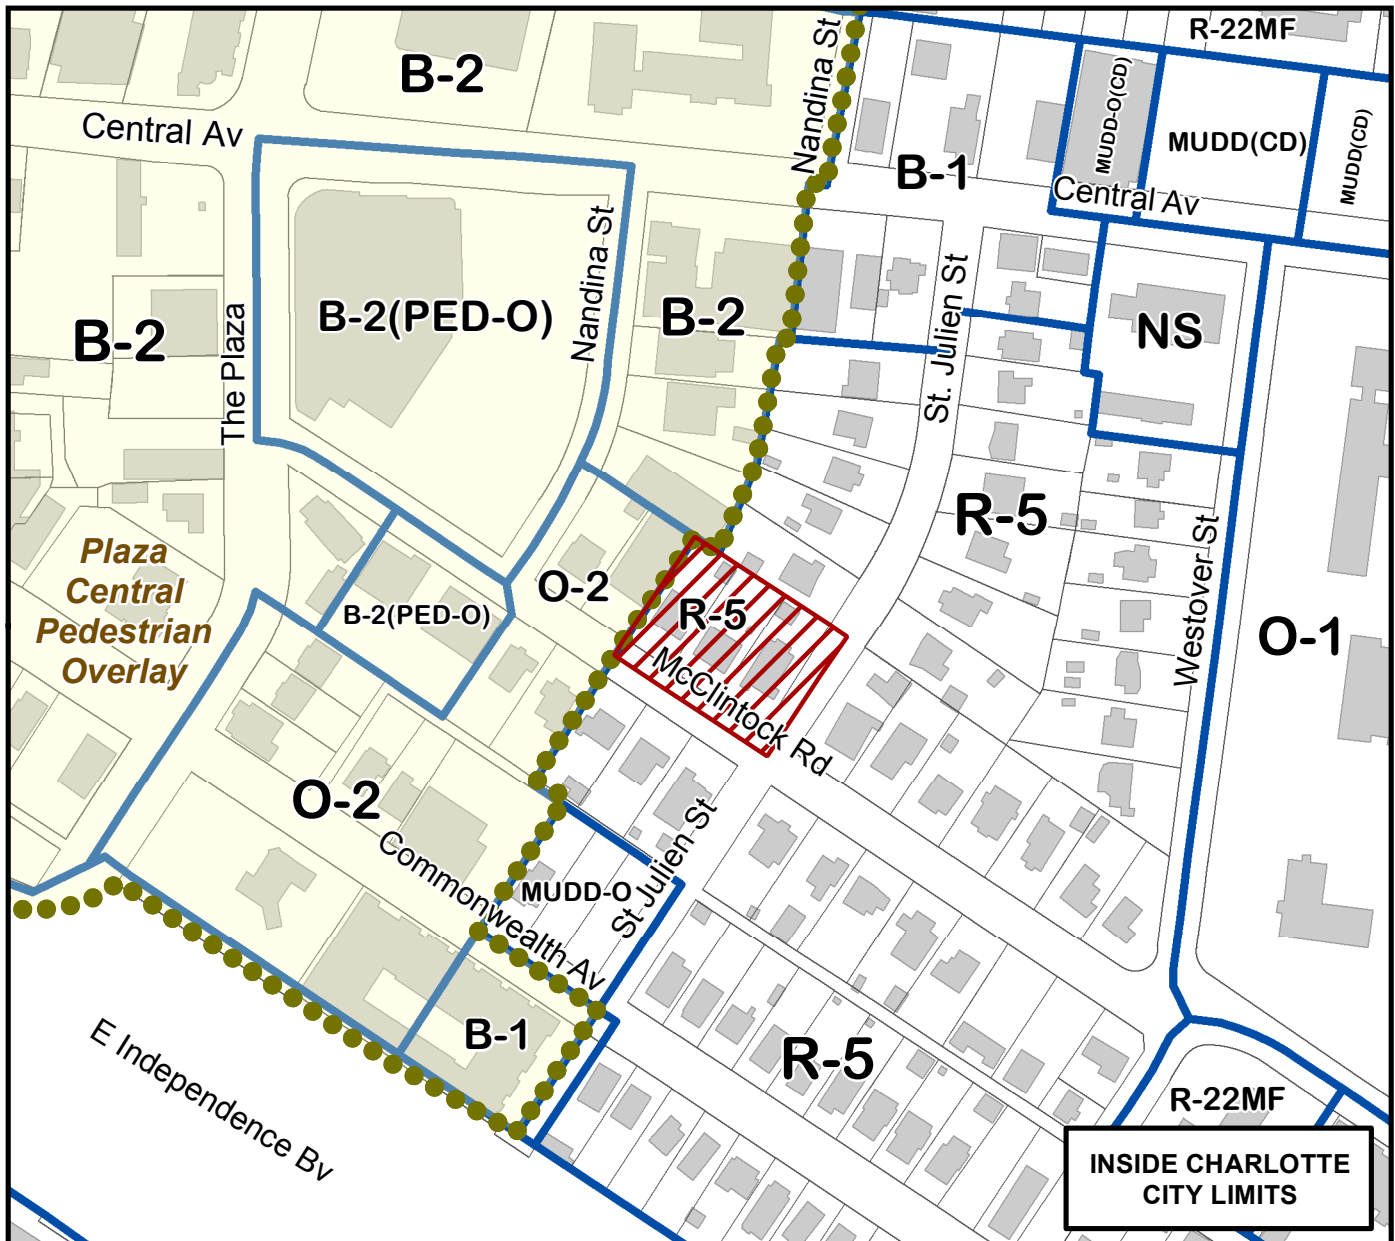 R-22MF
B-2
Nandina St
MUDD-O(CD)
MUDD(CD)
MUDD(CD)
Central Av
B-1
Central Av
Nandina St
B-2(PED-O)
B-2
B-2
The Plaza
St. Julien St
NS
R-5
Plaza
Central
Pedestrian
Overlay
O-2
B-2(PED-O)
R-5
Westover St
O-1
McClintock Rd
O-2
Commonwealth Av
MUDD-O
St Julien St
B-1
R-5
E Independence Bv
R-22MF
INSIDE CHARLOTTE
CITY LIMITS